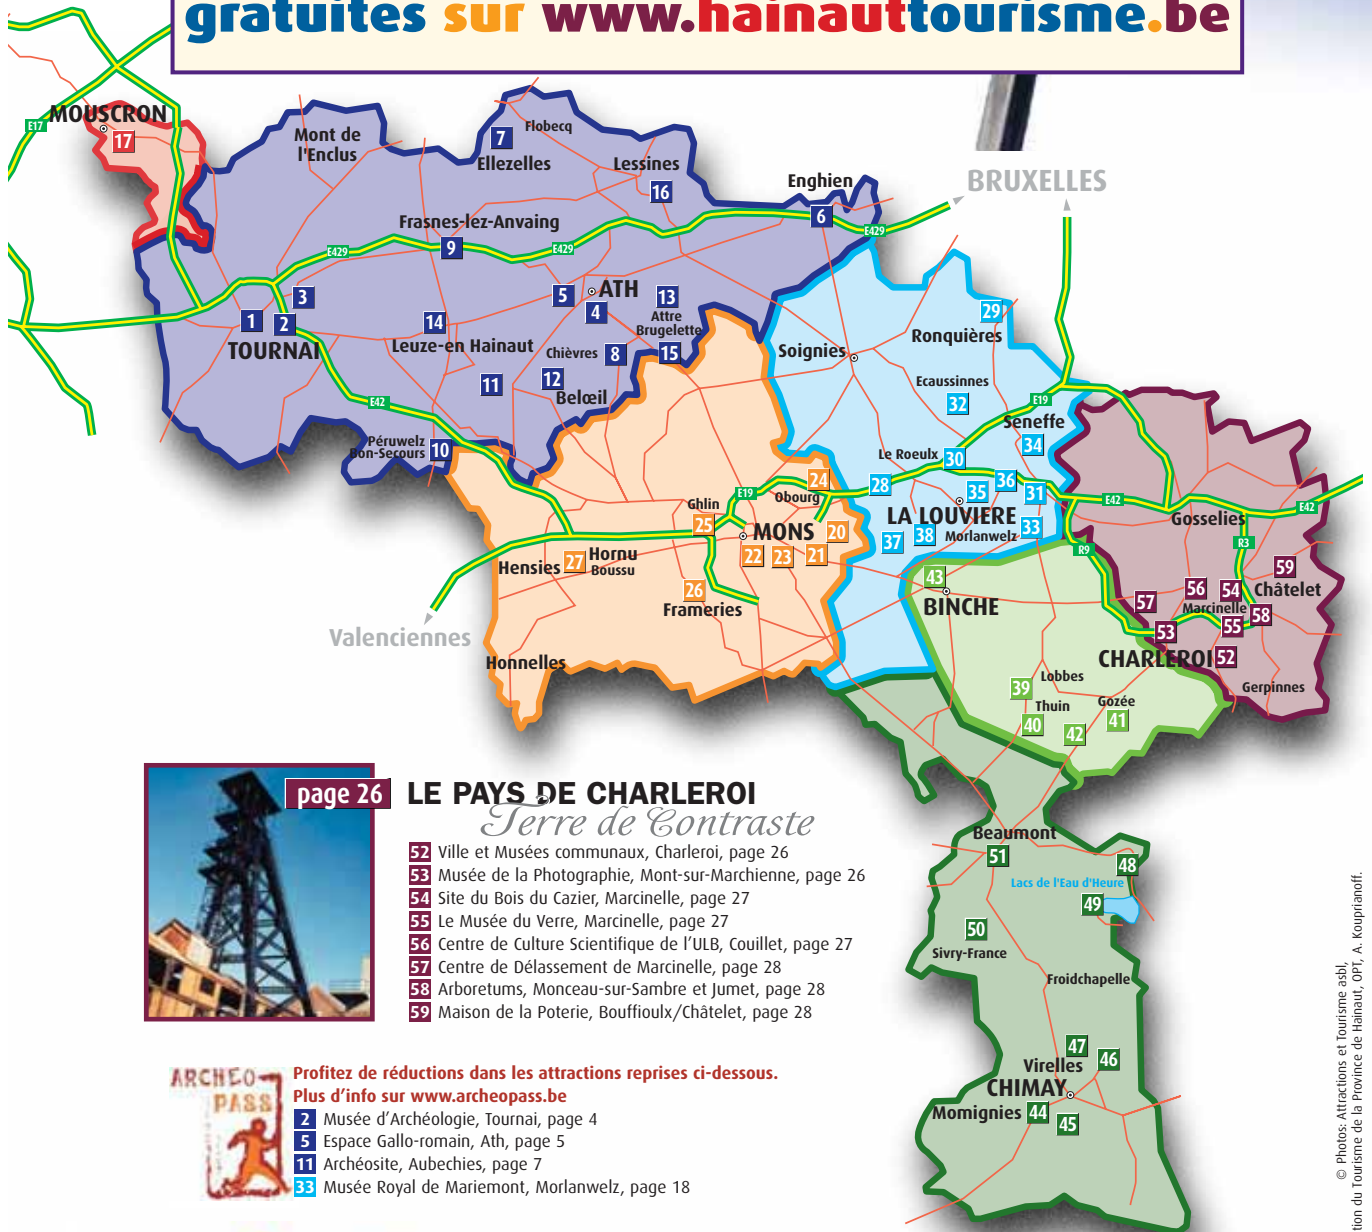 gratuites sur www.hainauttourisme.be
MOUSCRON
E17
17
Mont de
l'Enclus
7
Flobecq
Ellezelles
Lessines
16
Enghien
6
BRUXELLES
Frasnes-lez-Anvaing
9
E429
E429
E429
1
2
3
TOURNAI
14
Leuze-en Hainaut
5
ATH
4
13
Attre
Brugelette
15
Chièvres
8
11
12
Belœil
E42
Péruwelz
Bon-Secours
10
Soignies
29
Ronquières
Ecaussinnes
32
E19
Seneffe
34
Le Roeulx
30
28
35
36
31
LA LOUVIERE
37
38
Morlanwelz
33
24
Obourg
E19
Ghlin
25
MONS
20
22
23
21
Hensies
27
Hornu
Boussu
26
Frameries
Valenciennes
Honnelles
E42
Gosselies
E42
R9
R3
59
Châtelet
56
54
57
Marcinelle
58
55
53
CHARLEROI
52
Gerpinnes
43
BINCHE
39
Lobbes
Thuin
40
42
Gozée
41
Beaumont
51
48
Lacs de l'Eau d'Heure
49
50
Sivry-France
Froidchapelle
47
46
Virelles
CHIMAY
Momignies
44
45
page 26
LE PAYS DE CHARLEROI
Terre de Contraste
52 Ville et Musées communaux, Charleroi, page 26
53 Musée de la Photographie, Mont-sur-Marchienne, page 26
54 Site du Bois du Cazier, Marcinelle, page 27
55 Le Musée du Verre, Marcinelle, page 27
56 Centre de Culture Scientifique de l'ULB, Couillet, page 27
57 Centre de Délassement de Marcinelle, page 28
58 Arboretums, Monceau-sur-Sambre et Jumet, page 28
59 Maison de la Poterie, Bouffioulx/Châtelet, page 28
ARCHEO
PASS
Profitez de réductions dans les attractions reprises ci-dessous.
Plus d'info sur www.archeopass.be
2 Musée d'Archéologie, Tournai, page 4
5 Espace Gallo-romain, Ath, page 5
11 Archéosite, Aubechies, page 7
33 Musée Royal de Mariemont, Morlanwelz, page 18
© Photos: Attractions et Tourisme asbl,
tion du Tourisme de la Province de Hainaut, OPT, A. Kouprianoff.